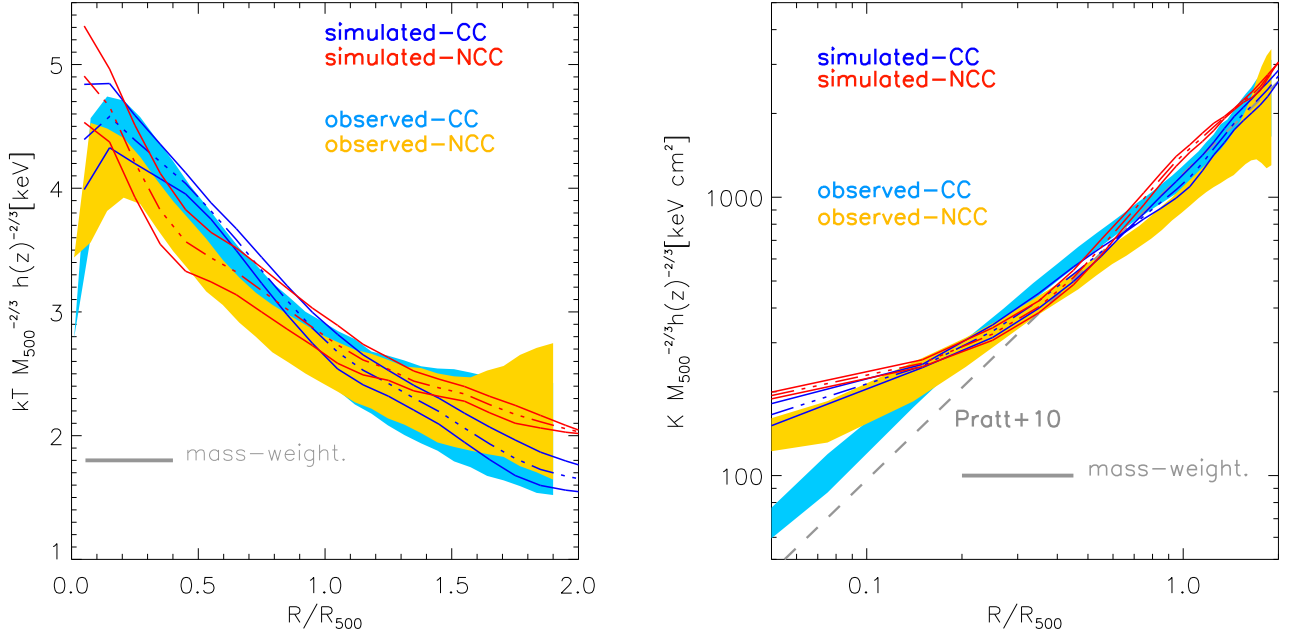 simulated-CC
simulated-NCC
observed-CC
observed-NCC
mass-weight.
kT M500^-2/3 h(z)^-2/3[keV]
5
4
3
2
1
0.0 0.5 1.0 1.5 2.0
R/R500
simulated-CC
simulated-NCC
observed-CC
observed-NCC
Pratt+10
mass-weight.
K M500^-2/3h(z)^-2/3[keV cm²]
1000
100
0.1 1.0
R/R500